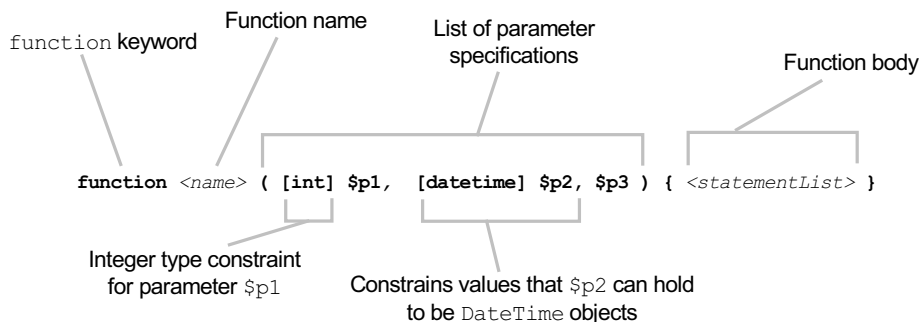 Function name
function keyword
List of parameter
specifications
Function body
function <name> ( [int] $p1, [datetime] $p2, $p3 ) { <statementList> }
Integer type constraint
for parameter $p1
Constrains values that $p2 can hold
to be DateTime objects